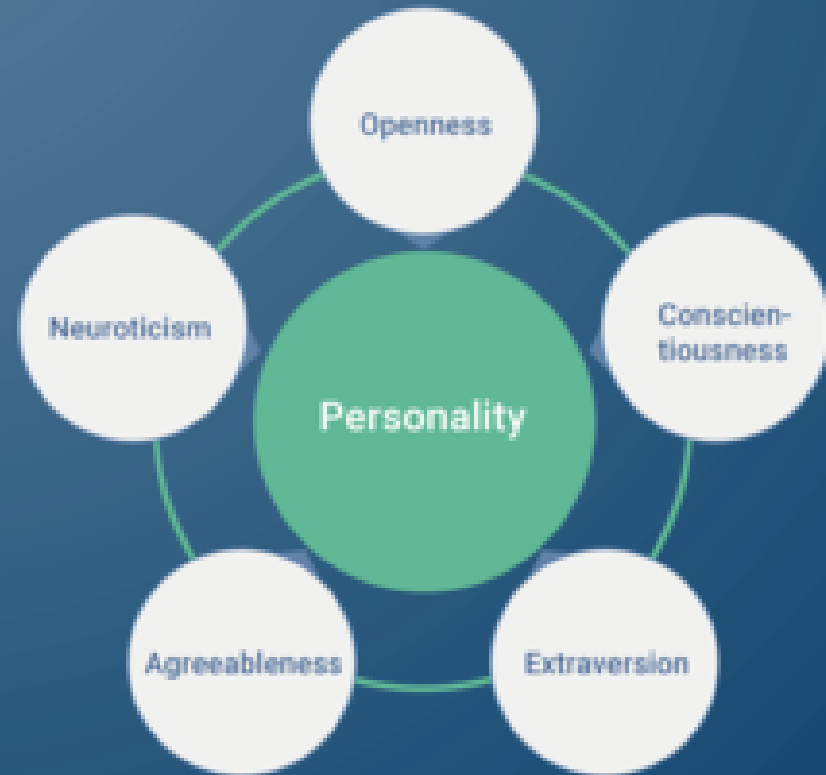 Openness
Conscien-
tiousness
Extraversion
Agreeableness
Neuroticism
Personality